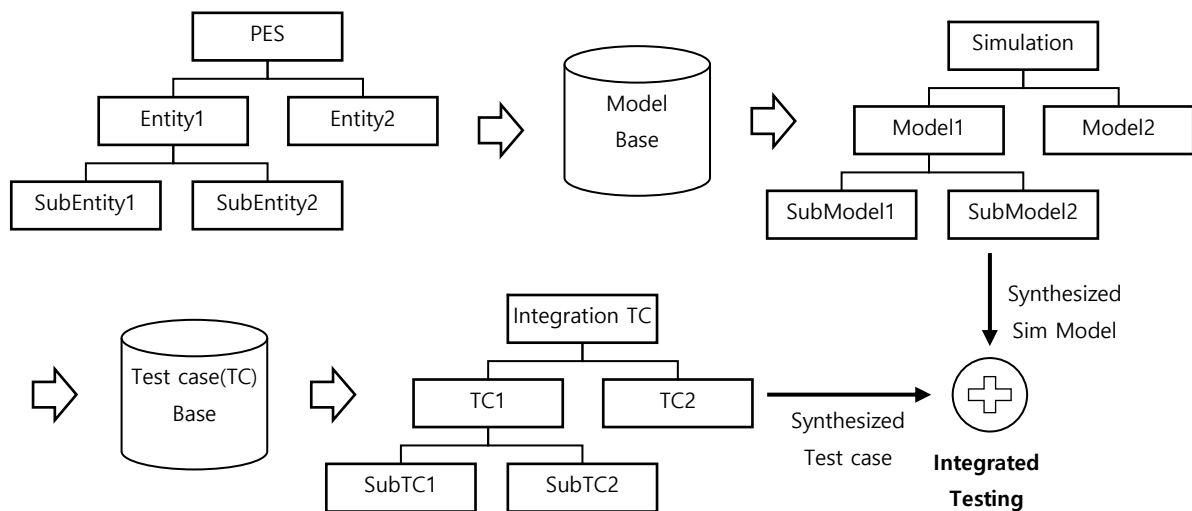 PES
Entity1
Entity2
SubEntity1
SubEntity2
Model
Base
Simulation
Model1
Model2
SubModel1
SubModel2
Synthesized
Sim Model
Test case(TC)
Base
Integration TC
TC1
TC2
SubTC1
SubTC2
Synthesized
Test case
Integrated
Testing